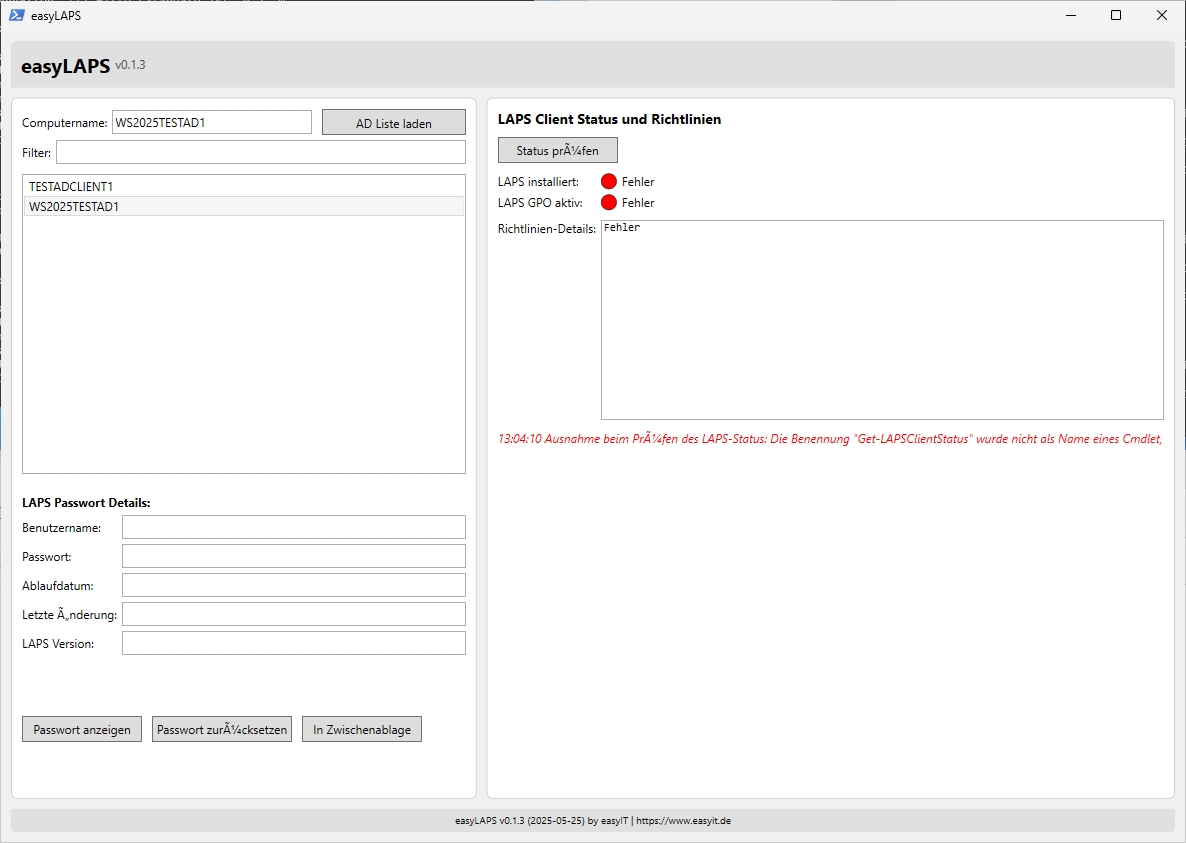 easyLAPS
easyLAPS v0.1.3
Computername: WS2025TESTAD1 AD Liste laden
Filter:
TESTADCLIENT1
WS2025TESTAD1
LAPS Passwort Details:
Benutzername:
Passwort:
Ablaufdatum:
Letzte Ã„nderung:
LAPS Version:
Passwort anzeigen Passwort zurÃ¼cksetzen In Zwischenablage
LAPS Client Status und Richtlinien
Status prÃ¼fen
LAPS installiert: Fehler
LAPS GPO aktiv: Fehler
Richtlinien-Details: Fehler
13:04:10 Ausnahme beim PrÃ¼fen des LAPS-Status: Die Benennung "Get-LAPSClientStatus" wurde nicht als Name eines Cmdlet,
easyLAPS v0.1.3 (2025-05-25) by easyIT | https://www.easyit.de